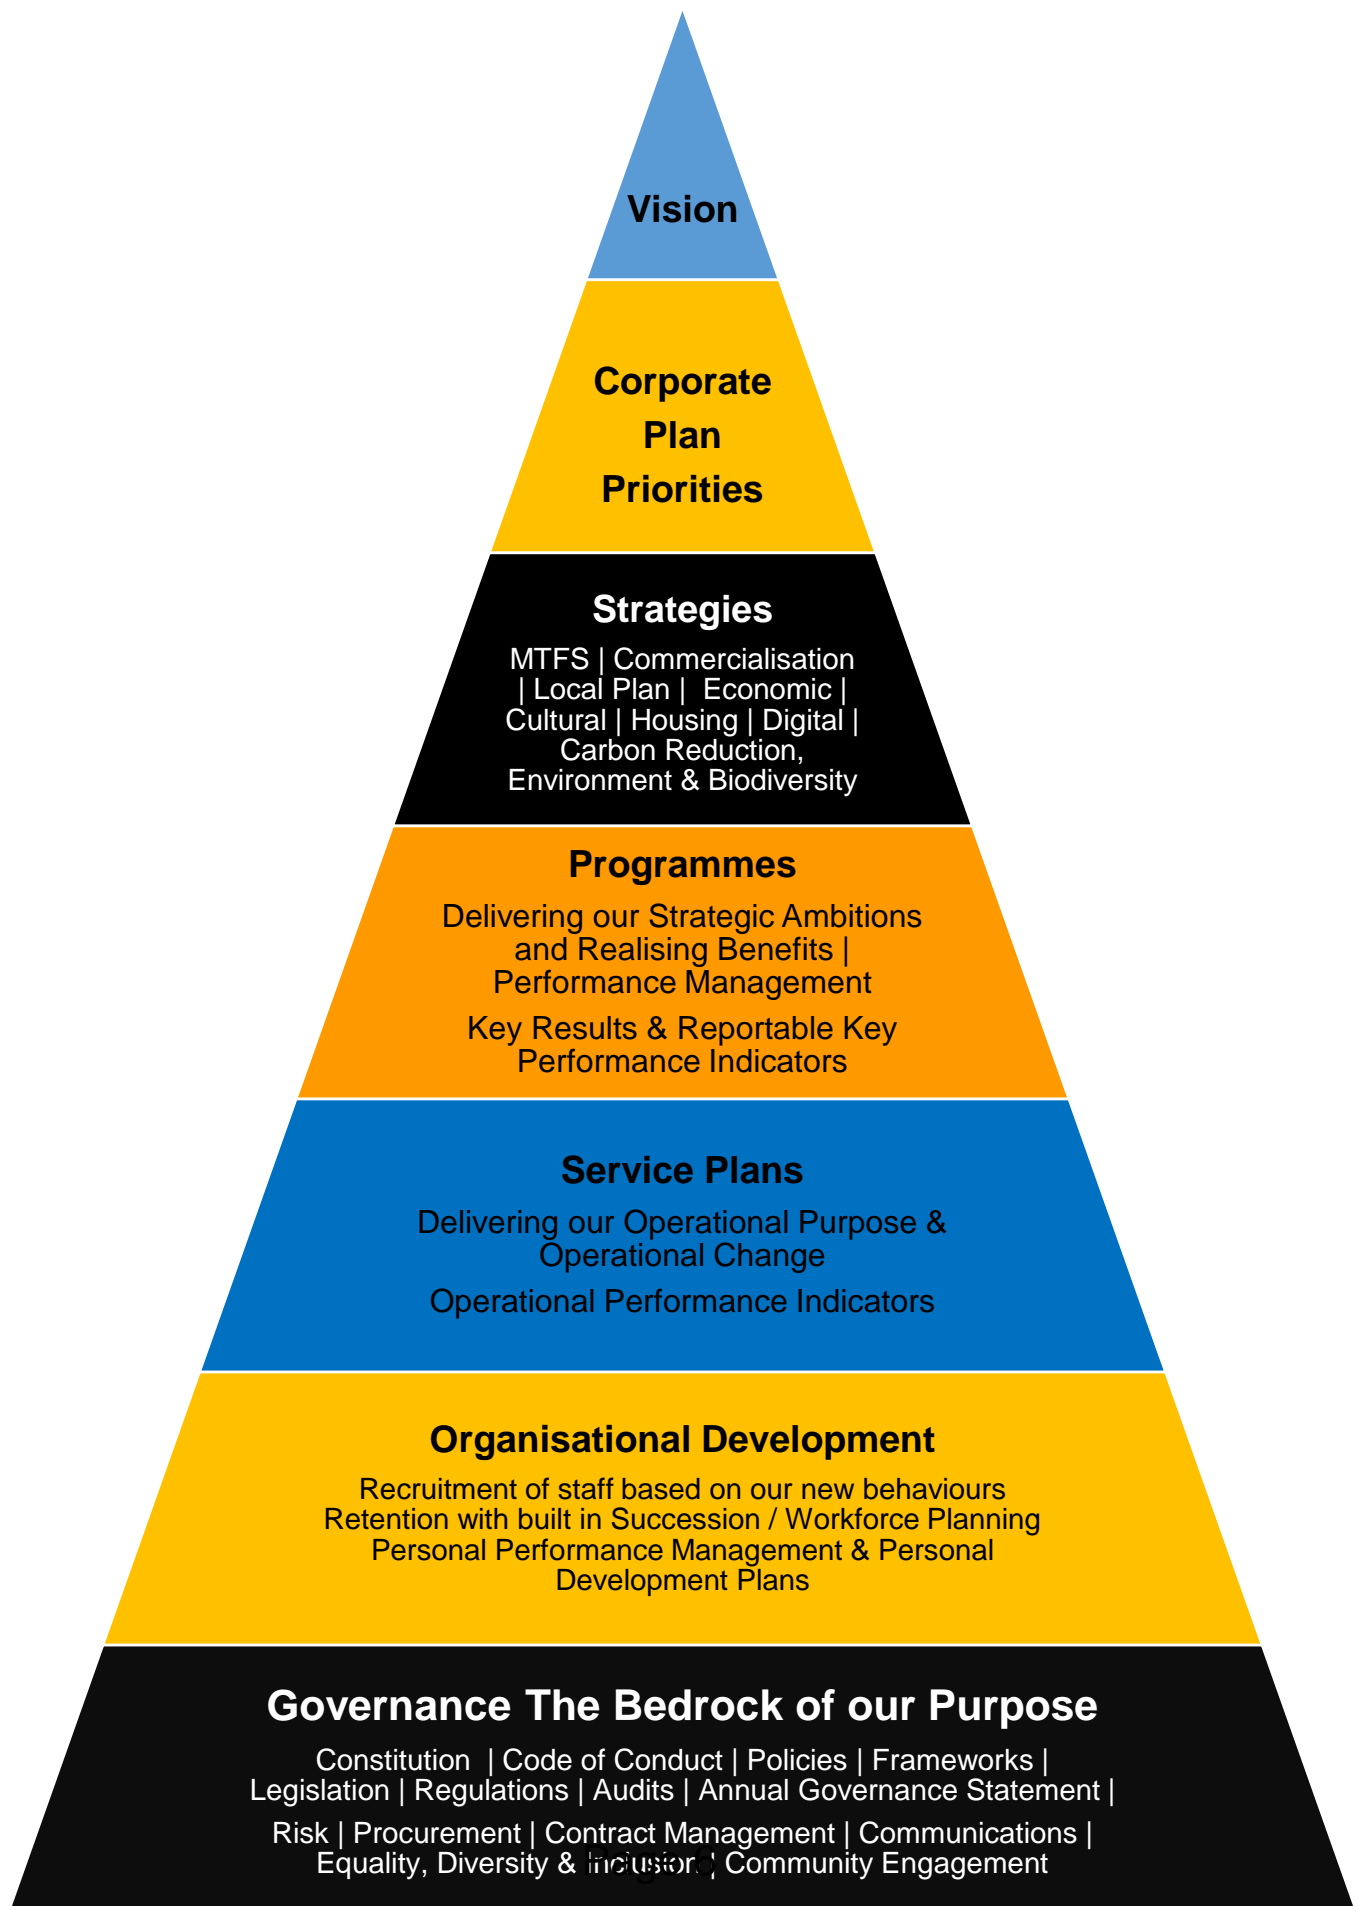 Vision
Corporate
Plan
Priorities
Strategies
MTFS | Commercialisation
| Local Plan | Economic |
Cultural | Housing | Digital |
Carbon Reduction,
Environment & Biodiversity
Programmes
Delivering our Strategic Ambitions
and Realising Benefits |
Performance Management
Key Results & Reportable Key
Performance Indicators
Service Plans
Delivering our Operational Purpose &
Operational Change
Operational Performance Indicators
Organisational Development
Recruitment of staff based on our new behaviours
Retention with built in Succession / Workforce Planning
Personal Performance Management & Personal
Development Plans
Governance The Bedrock of our Purpose
Constitution | Code of Conduct | Policies | Frameworks |
Legislation | Regulations | Audits | Annual Governance Statement |
Risk | Procurement | Contract Management | Communications |
Equality, Diversity & Inclusion | Community Engagement
Page 6